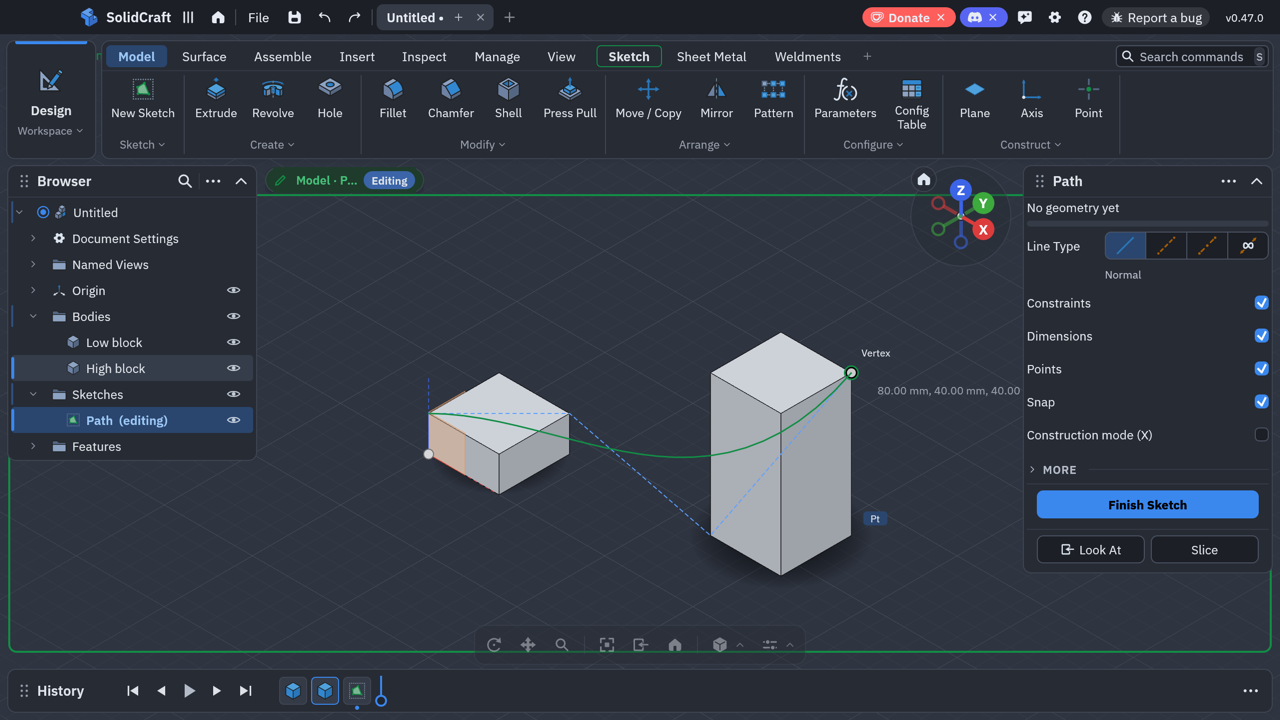 SolidCraft
File
Untitled •
Donate
Report a bug
v0.47.0
Design
Workspace
Model
Surface
Assemble
Insert
Inspect
Manage
View
Sketch
Sheet Metal
Weldments
Search commands
S
New Sketch
Extrude
Revolve
Hole
Fillet
Chamfer
Shell
Press Pull
Move / Copy
Mirror
Pattern
Parameters
Config
Table
Plane
Axis
Point
Sketch
Create
Modify
Arrange
Configure
Construct
Browser
Untitled
Document Settings
Named Views
Origin
Bodies
Low block
High block
Sketches
Path (editing)
Features
Model · P...
Editing
Z
Y
X
Vertex
80.00 mm, 40.00 mm, 40.00
Pt
Path
No geometry yet
Line Type
Normal
Constraints
Dimensions
Points
Snap
Construction mode (X)
MORE
Finish Sketch
Look At
Slice
History